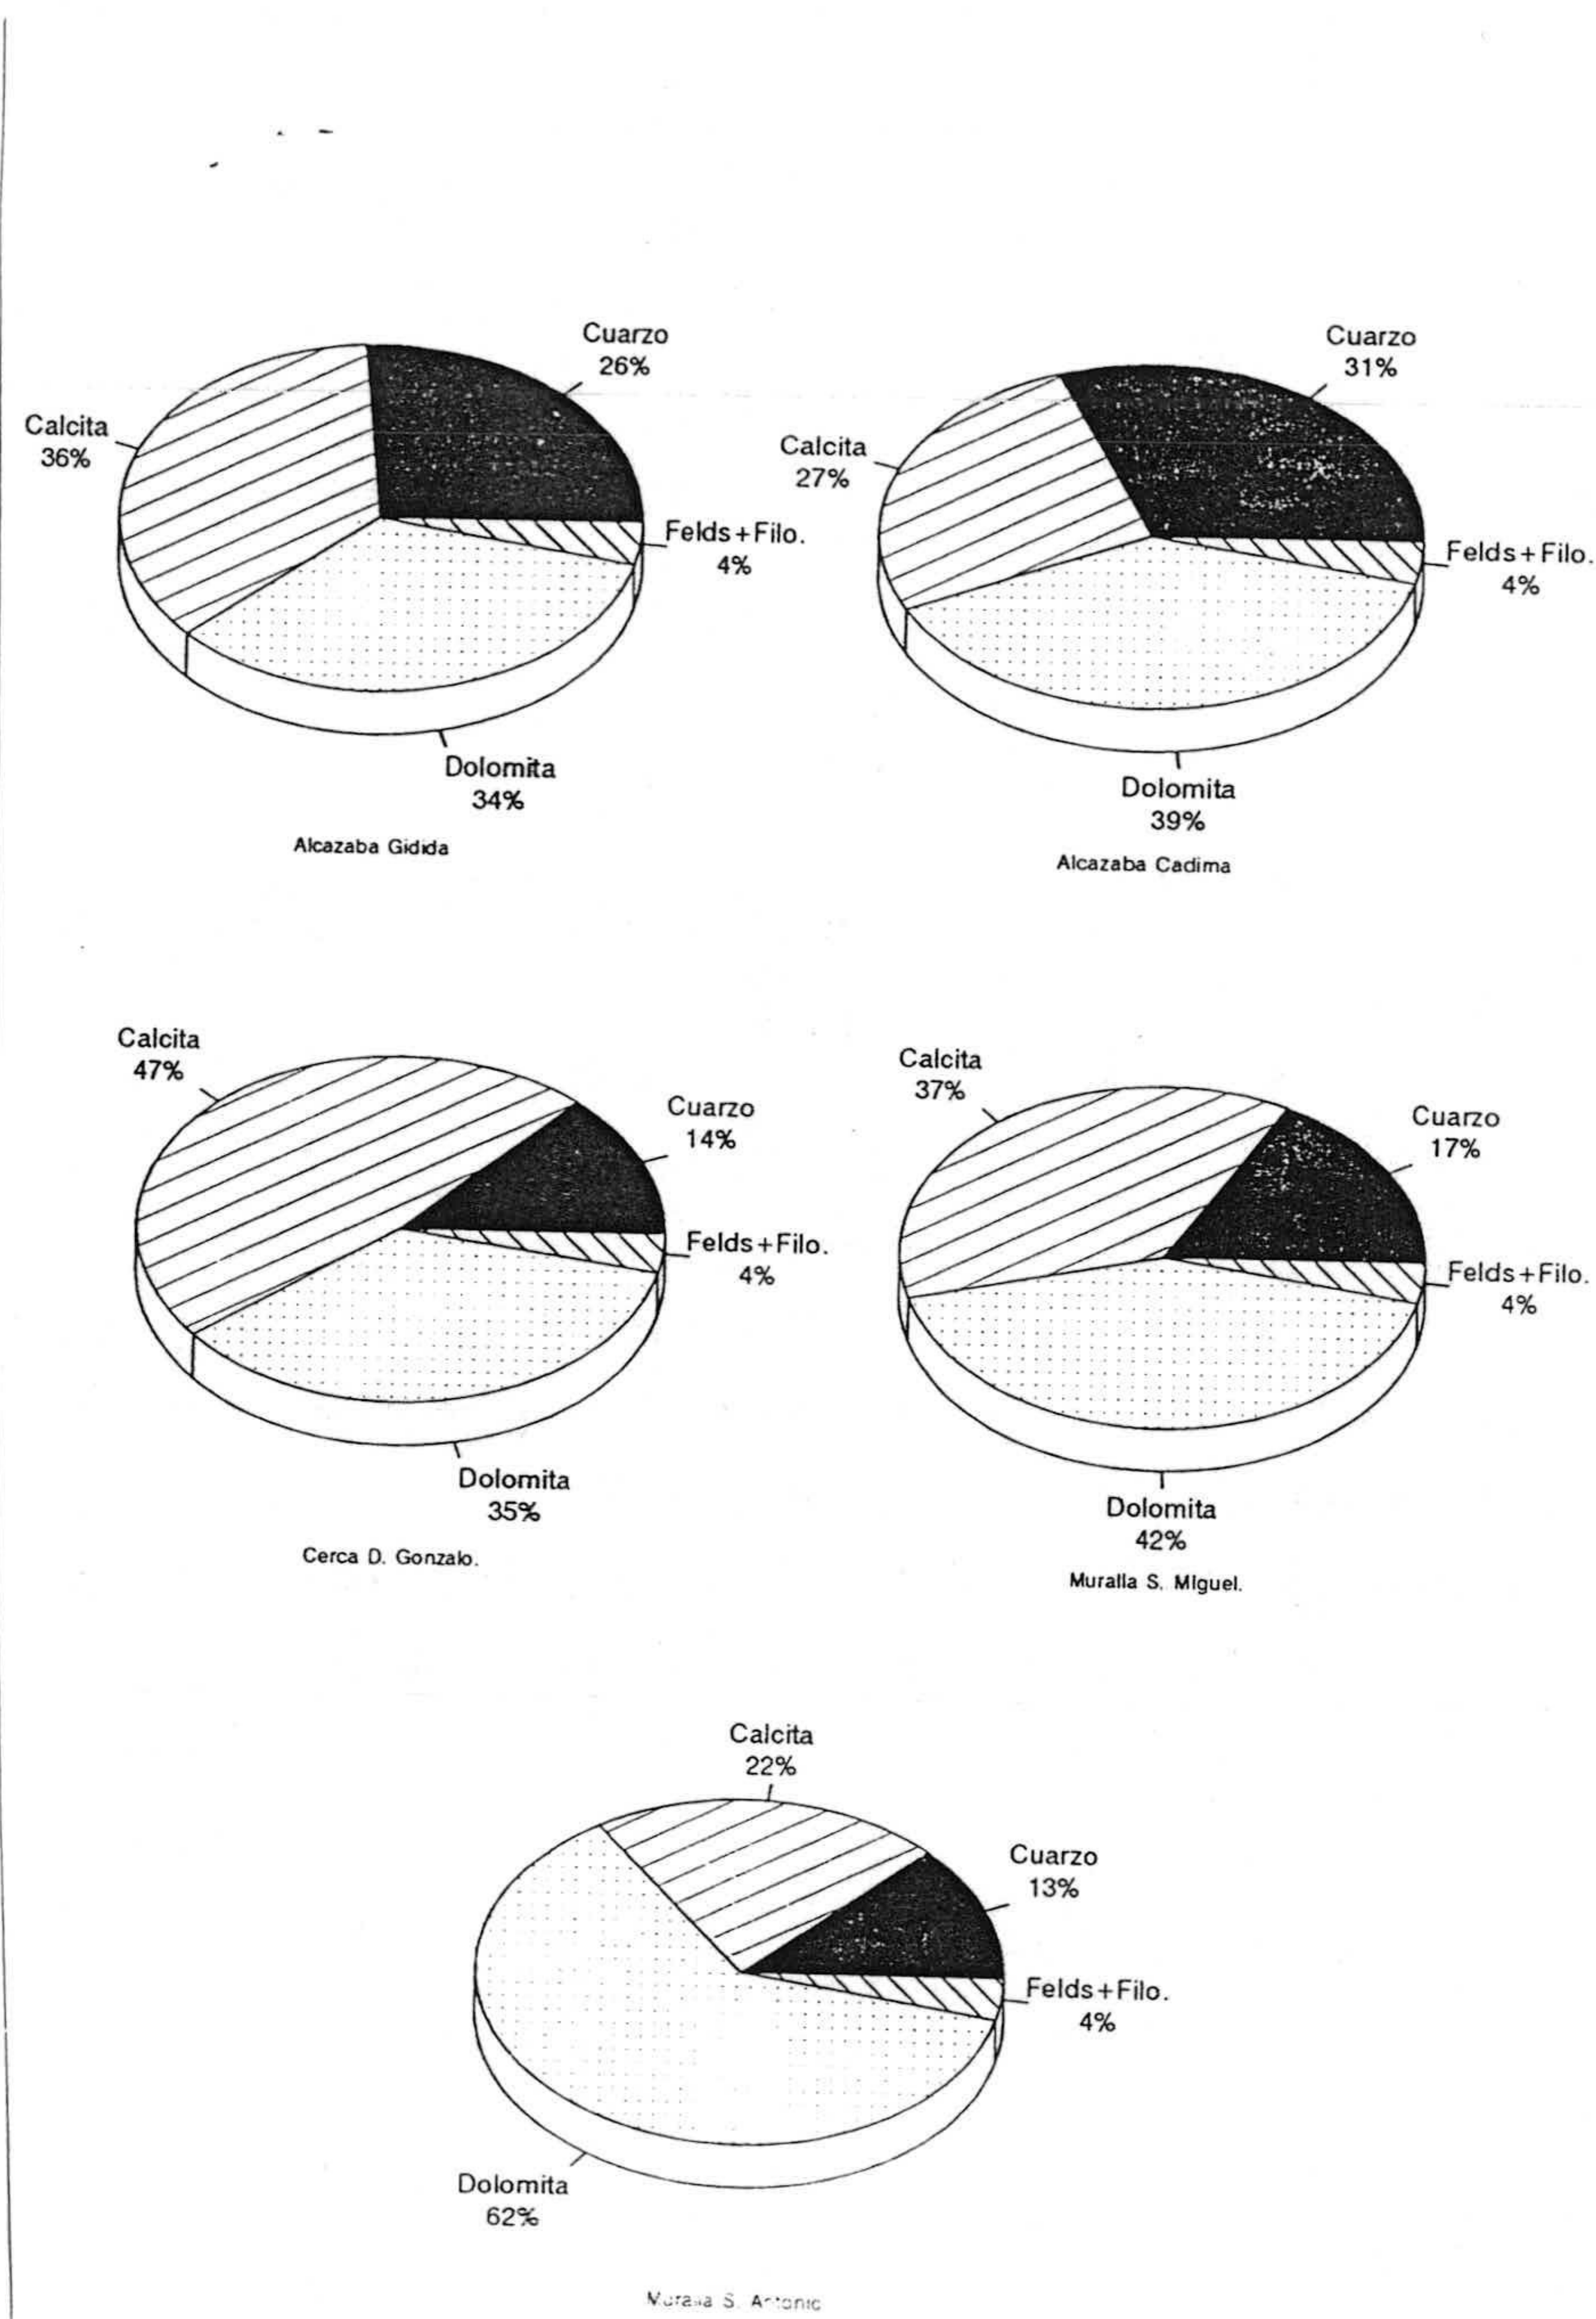 Cuarzo
26%
Calcita
36%
Felds+Filo.
4%
Dolomita
34%
Alcazaba Gidida
Cuarzo
31%
Calcita
27%
Felds+Filo.
4%
Dolomita
39%
Alcazaba Cadima
Calcita
47%
Cuarzo
14%
Felds+Filo.
4%
Dolomita
35%
Cerca D. Gonzalo.
Calcita
37%
Cuarzo
17%
Felds+Filo.
4%
Dolomita
42%
Muralla S. Miguel.
Calcita
22%
Cuarzo
13%
Felds+Filo.
4%
Dolomita
62%
Muralla S. Antonio